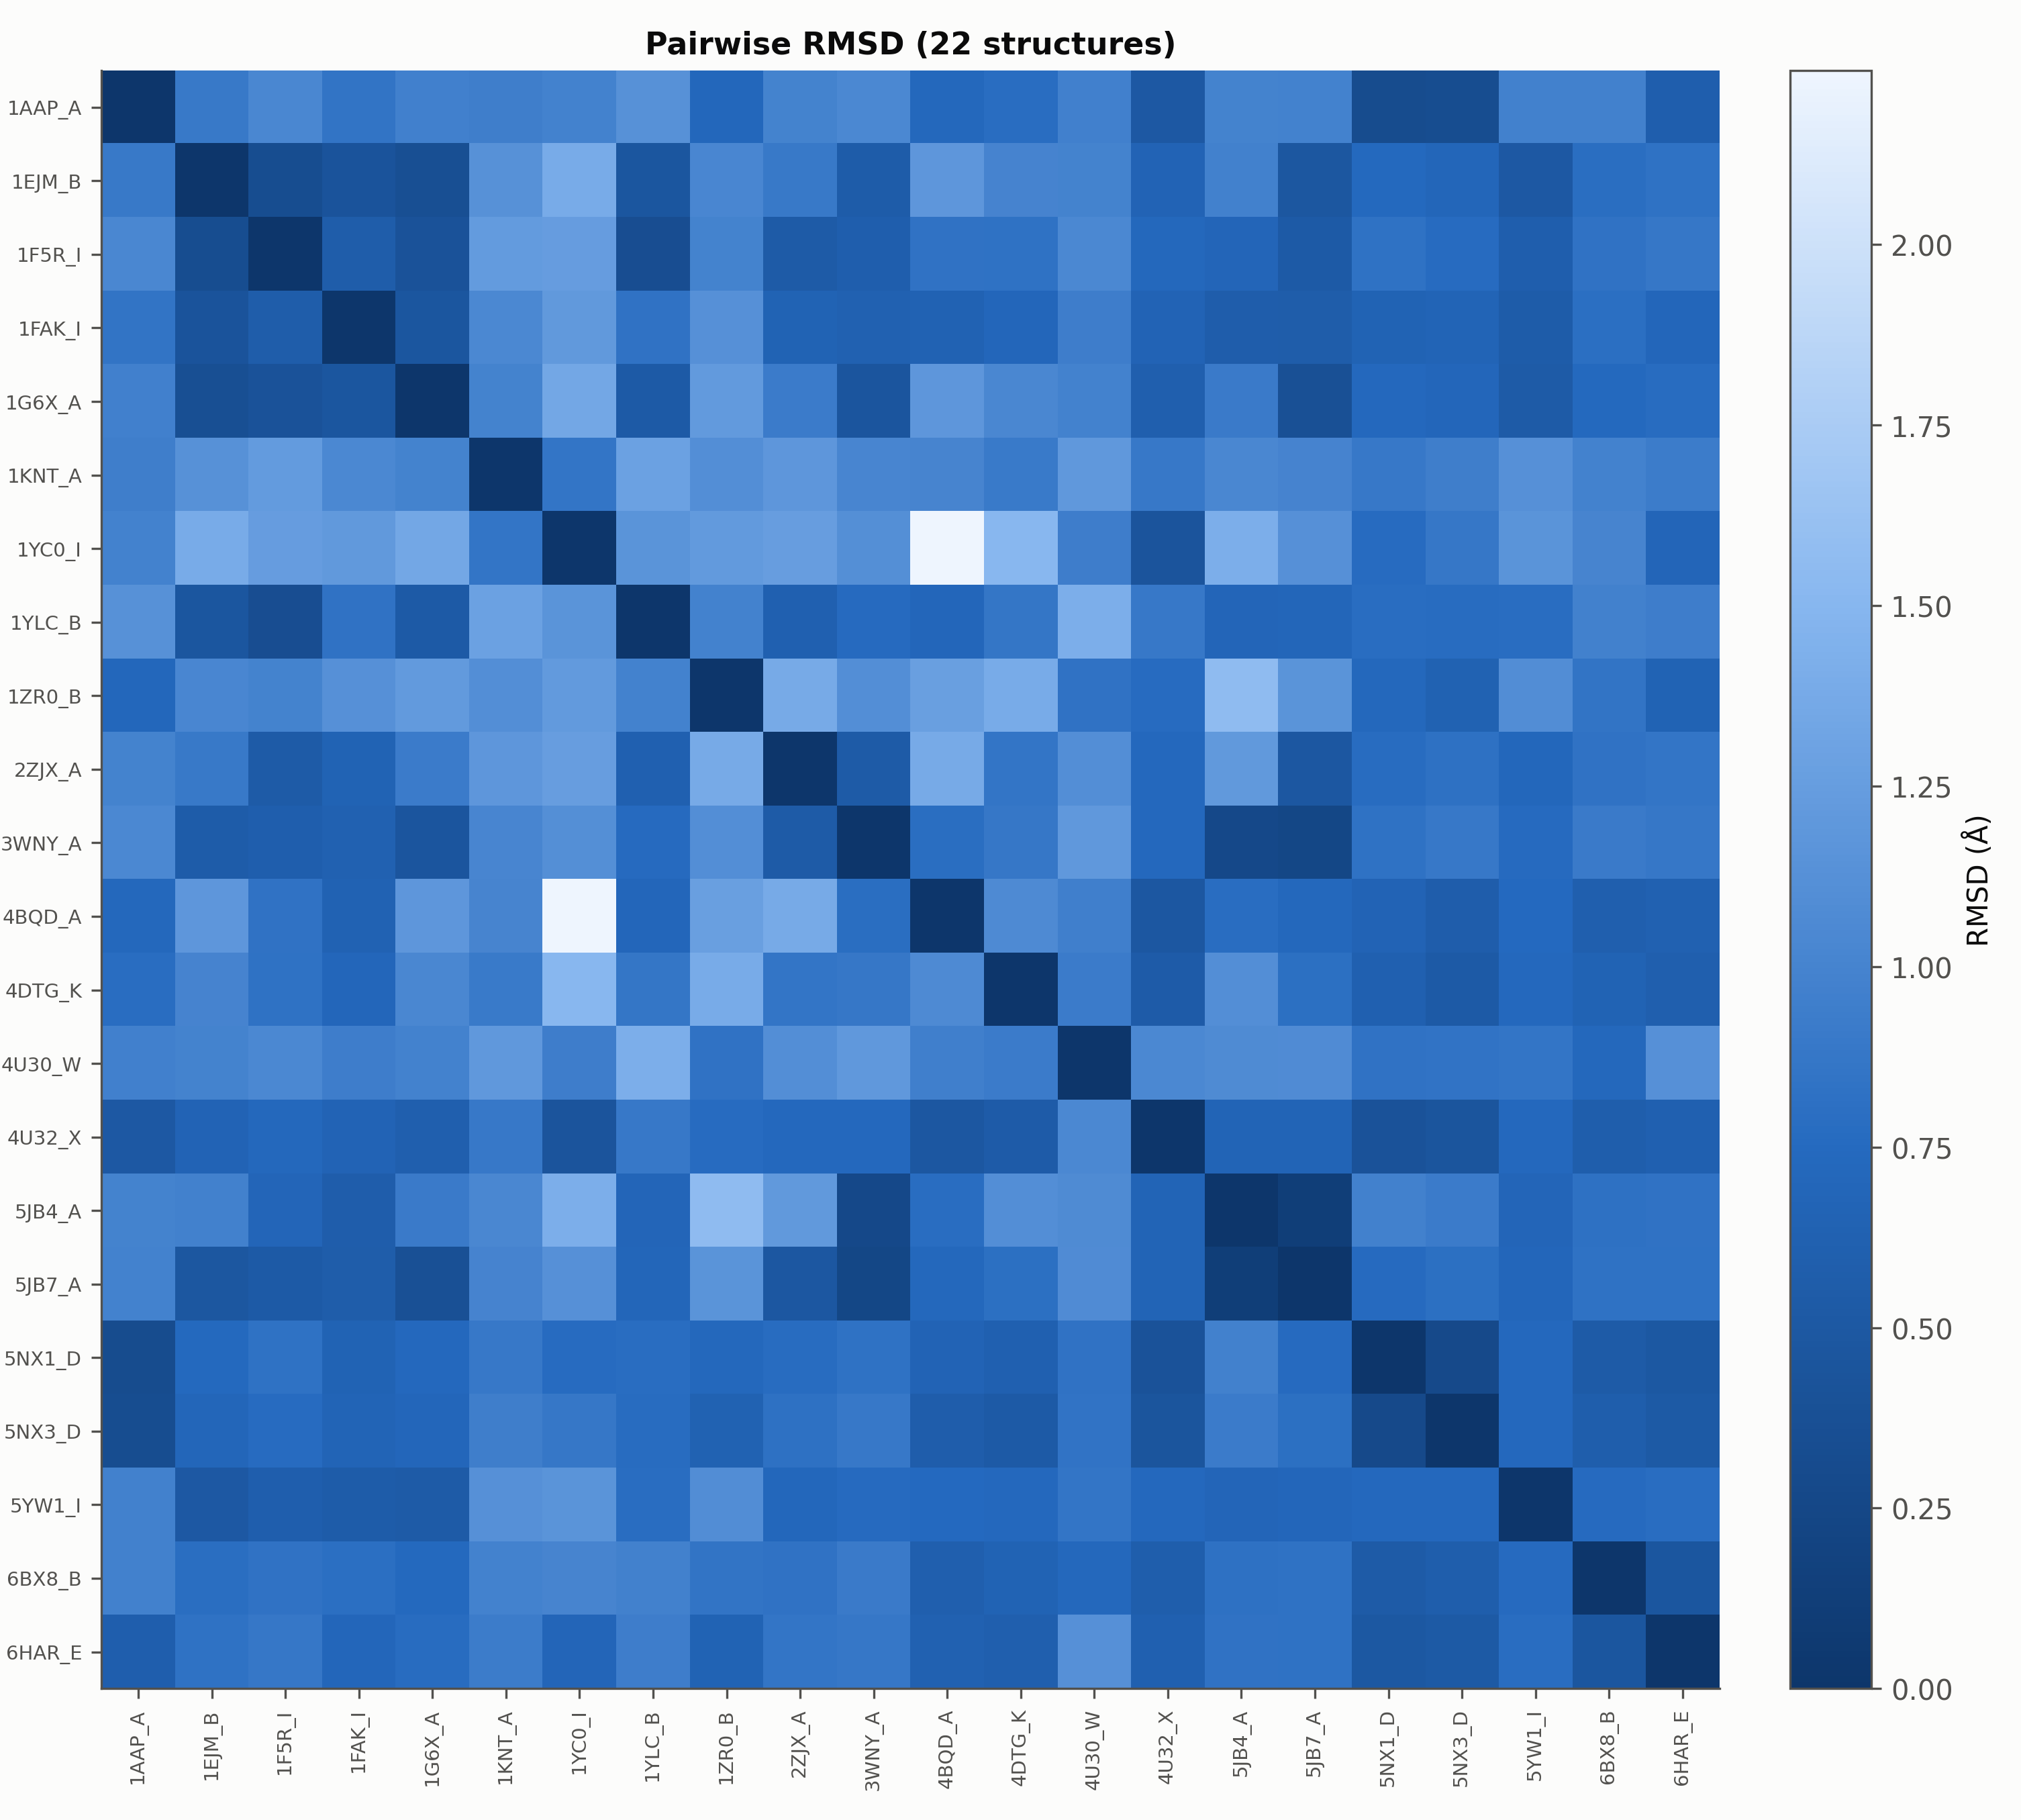 Pairwise RMSD (22 structures)
1AAP_A
1EJM_B
1F5R_I
1FAK_I
1G6X_A
1KNT_A
1YC0_I
1YLC_B
1ZR0_B
2ZJX_A
3WNY_A
4BQD_A
4DTG_K
4U30_W
4U32_X
5JB4_A
5JB7_A
5NX1_D
5NX3_D
5YW1_I
6BX8_B
6HAR_E
1AAP_A
1EJM_B
1F5R_I
1FAK_I
1G6X_A
1KNT_A
1YC0_I
1YLC_B
1ZR0_B
2ZJX_A
3WNY_A
4BQD_A
4DTG_K
4U30_W
4U32_X
5JB4_A
5JB7_A
5NX1_D
5NX3_D
5YW1_I
6BX8_B
6HAR_E
2.00
1.75
1.50
1.25
1.00
0.75
0.50
0.25
0.00
RMSD (Å)